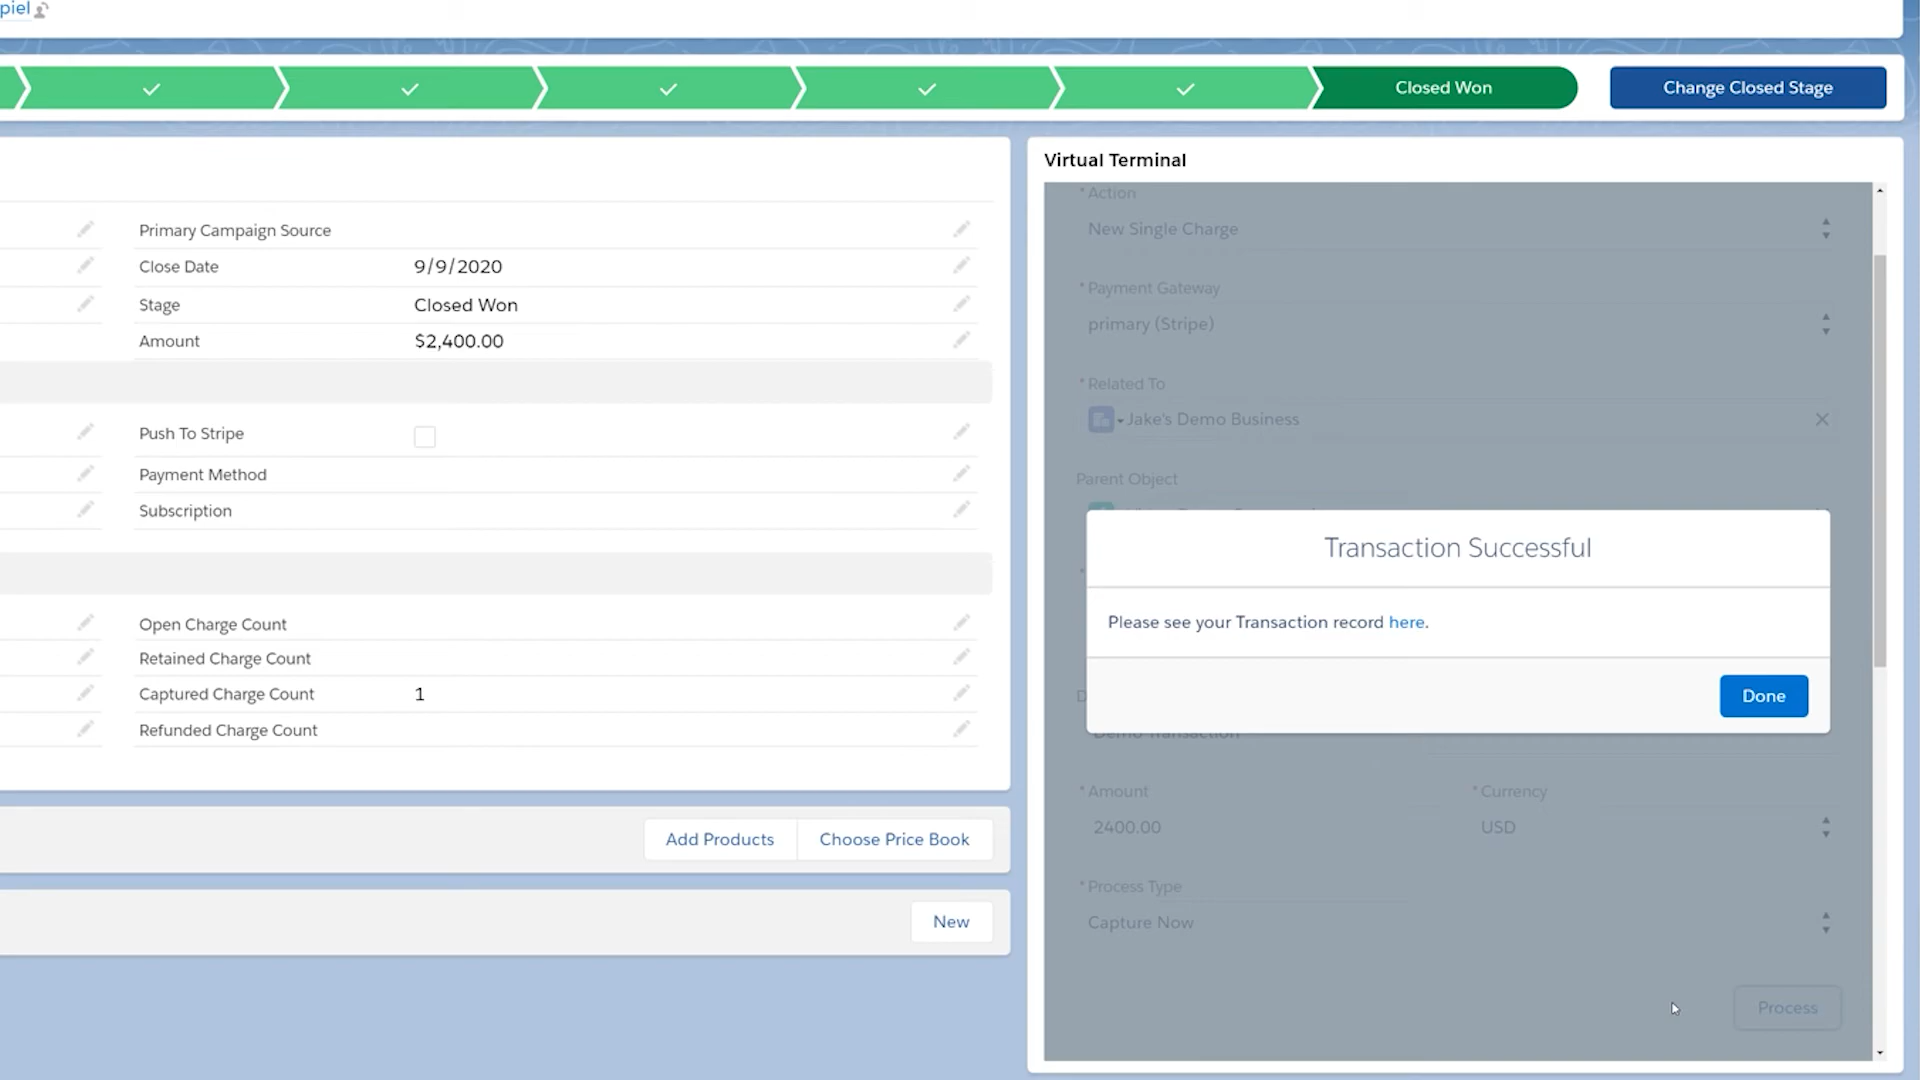 piel
Closed Won
Change Closed Stage
Primary Campaign Source
Close Date 9/9/2020
Stage Closed Won
Amount $2,400.00
Push To Stripe
Payment Method
Subscription
Open Charge Count
Retained Charge Count
Captured Charge Count 1
Refunded Charge Count
Add Products Choose Price Book
New
Virtual Terminal
* Action
New Single Charge
* Payment Gateway
primary (Stripe)
* Related To
Jake's Demo Business
Parent Object
Transaction Successful
Please see your Transaction record here.
Done
Demo Transaction
* Amount * Currency
2400.00 USD
* Process Type
Capture Now
Process